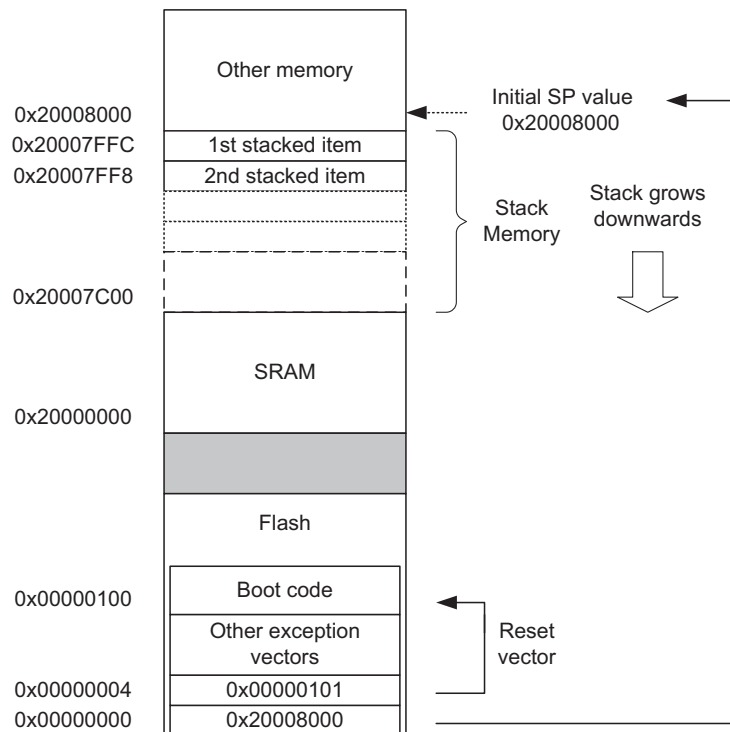 Other memory
Initial SP value
0x20008000
0x20008000
0x20007FFC
1st stacked item
0x20007FF8
2nd stacked item
Stack
Memory
Stack grows
downwards
0x20007C00
SRAM
0x20000000
Flash
Boot code
0x00000100
Other exception
vectors
Reset
vector
0x00000004
0x00000101
0x00000000
0x20008000